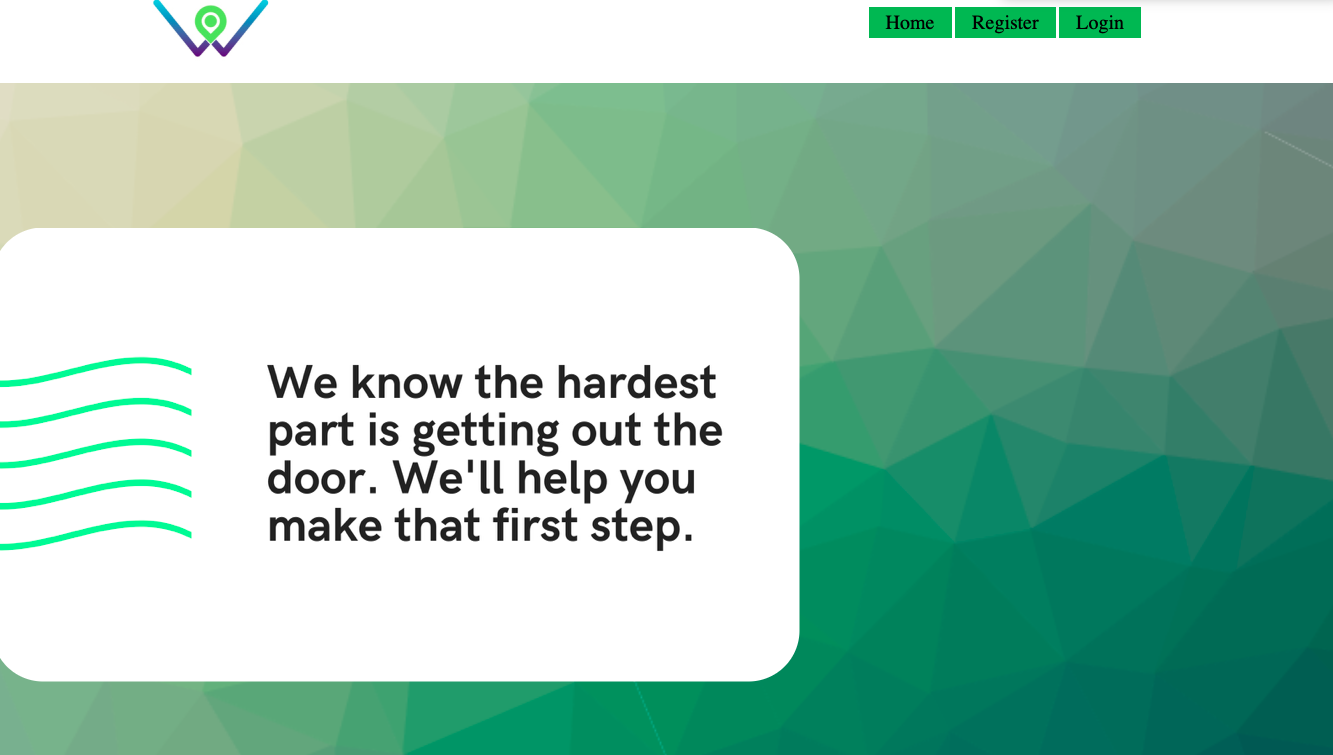 Home Register Login
We know the hardest
part is getting out the
door. We'll help you
make that first step.